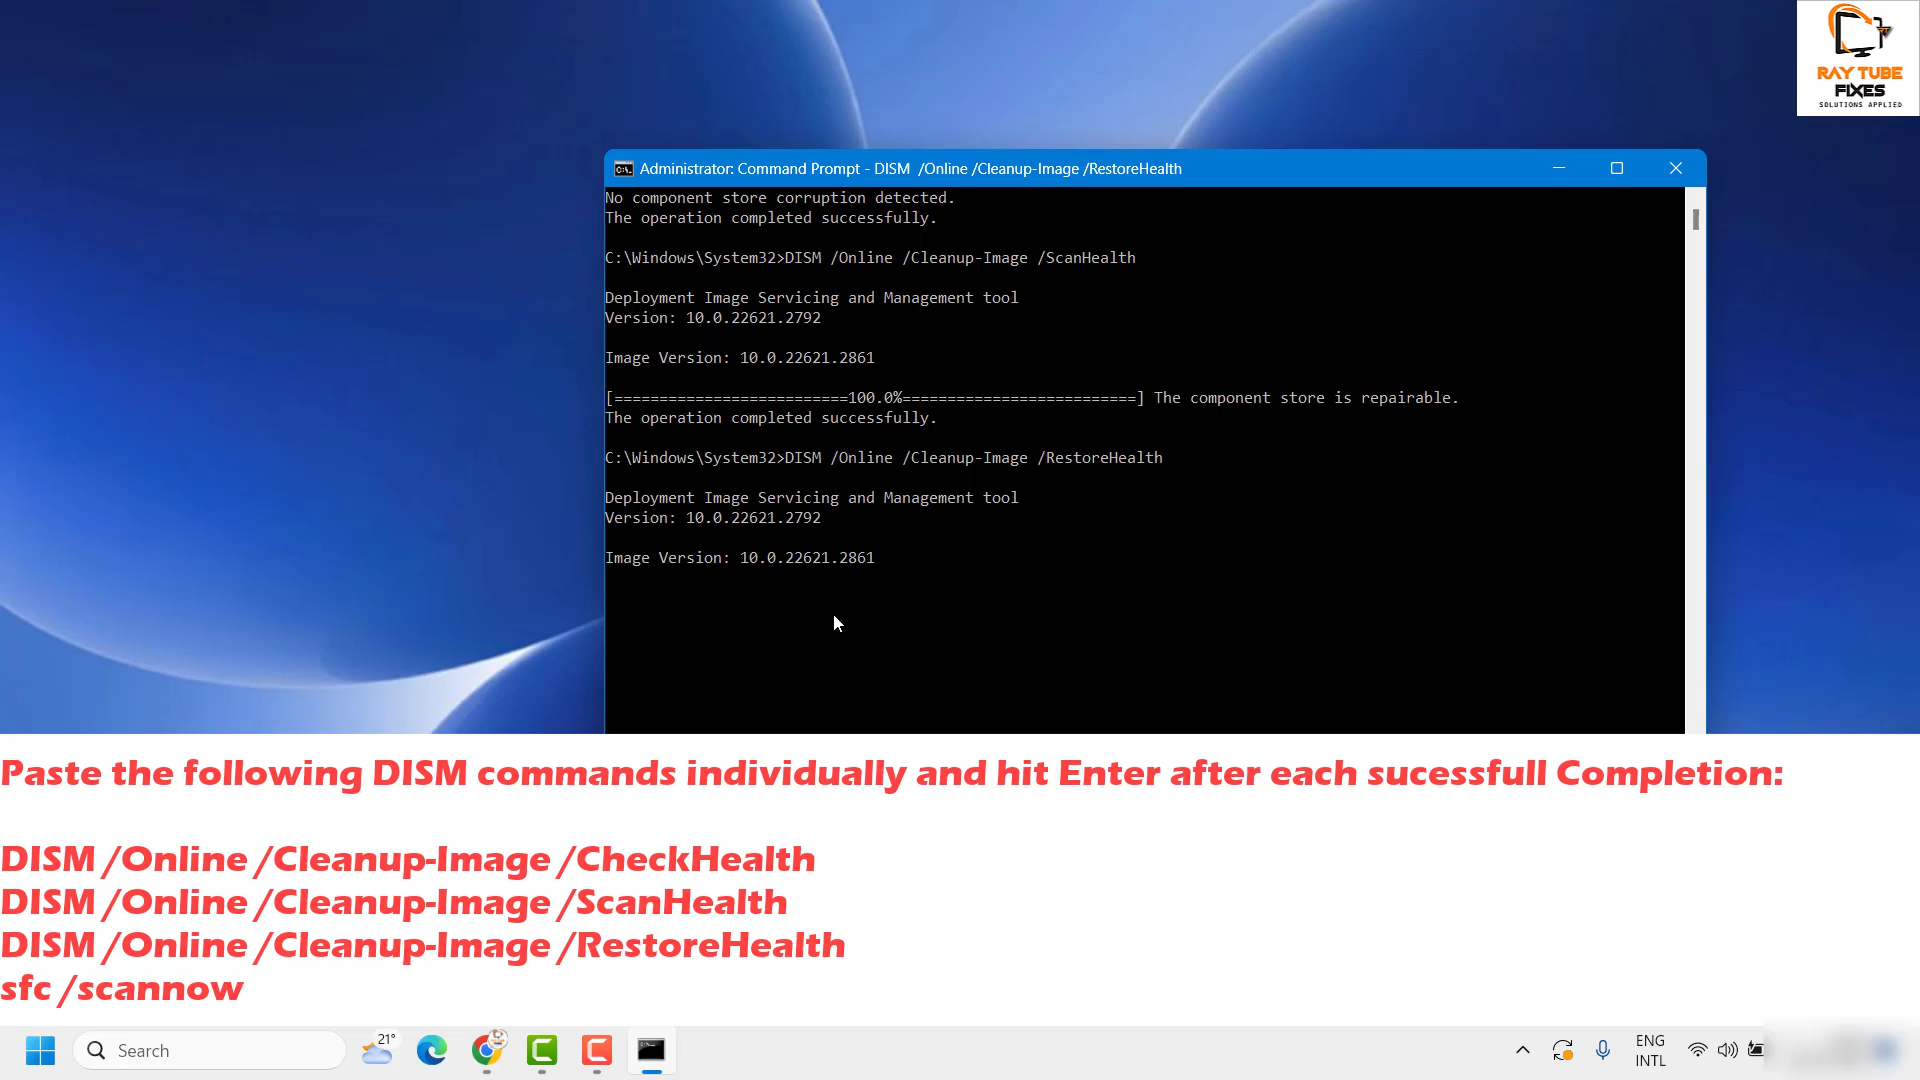 RAY TUBE
FIXES
SOLUTIONS APPLIED
Administrator: Command Prompt - DISM  /Online /Cleanup-Image /RestoreHealth
No component store corruption detected.
The operation completed successfully.
C:\Windows\System32>DISM /Online /Cleanup-Image /ScanHealth
Deployment Image Servicing and Management tool
Version: 10.0.22621.2792
Image Version: 10.0.22621.2861
[==========================100.0%==========================] The component store is repairable.
The operation completed successfully.
C:\Windows\System32>DISM /Online /Cleanup-Image /RestoreHealth
Deployment Image Servicing and Management tool
Version: 10.0.22621.2792
Image Version: 10.0.22621.2861
Paste the following DISM commands individually and hit Enter after each sucessfull Completion:
DISM /Online /Cleanup-Image /CheckHealth
DISM /Online /Cleanup-Image /ScanHealth
DISM /Online /Cleanup-Image /RestoreHealth
sfc /scannow
Search
21°
ENG
INTL